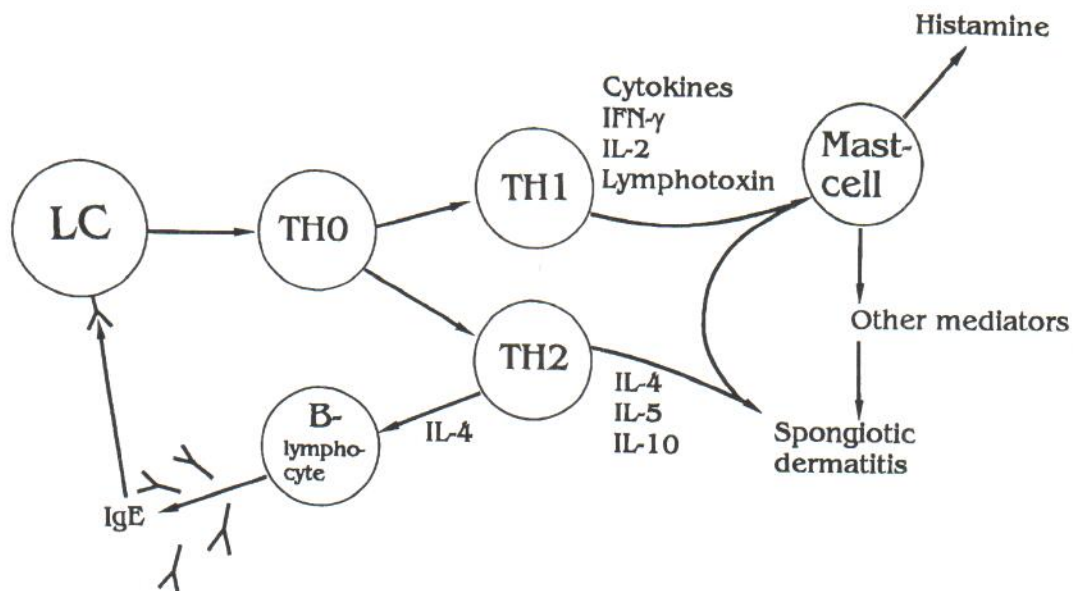 Histamine
Cytokines
IFN-γ
IL-2
Lymphotoxin
Mast-
cell
LC
TH0
TH1
TH2
Other mediators
IL-4
IL-5
IL-10
Spongiotic
dermatitis
B-
lympho-
cyte
IL-4
IgE